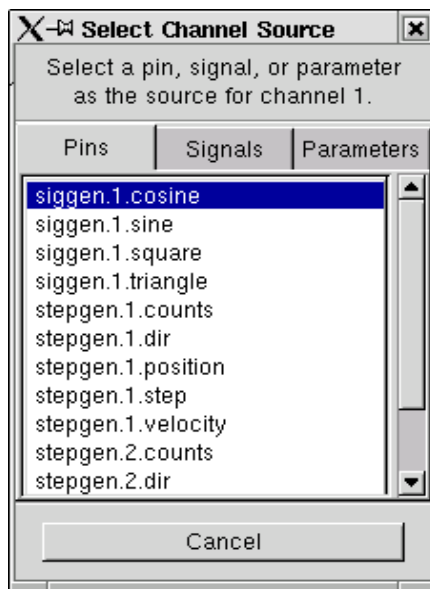 Select Channel Source
Select a pin, signal, or parameter
as the source for channel 1.
Pins Signals Parameters
siggen.1.cosine
siggen.1.sine
siggen.1.square
siggen.1.triangle
stepgen.1.counts
stepgen.1.dir
stepgen.1.position
stepgen.1.step
stepgen.1.velocity
stepgen.2.counts
stepgen.2.dir
Cancel